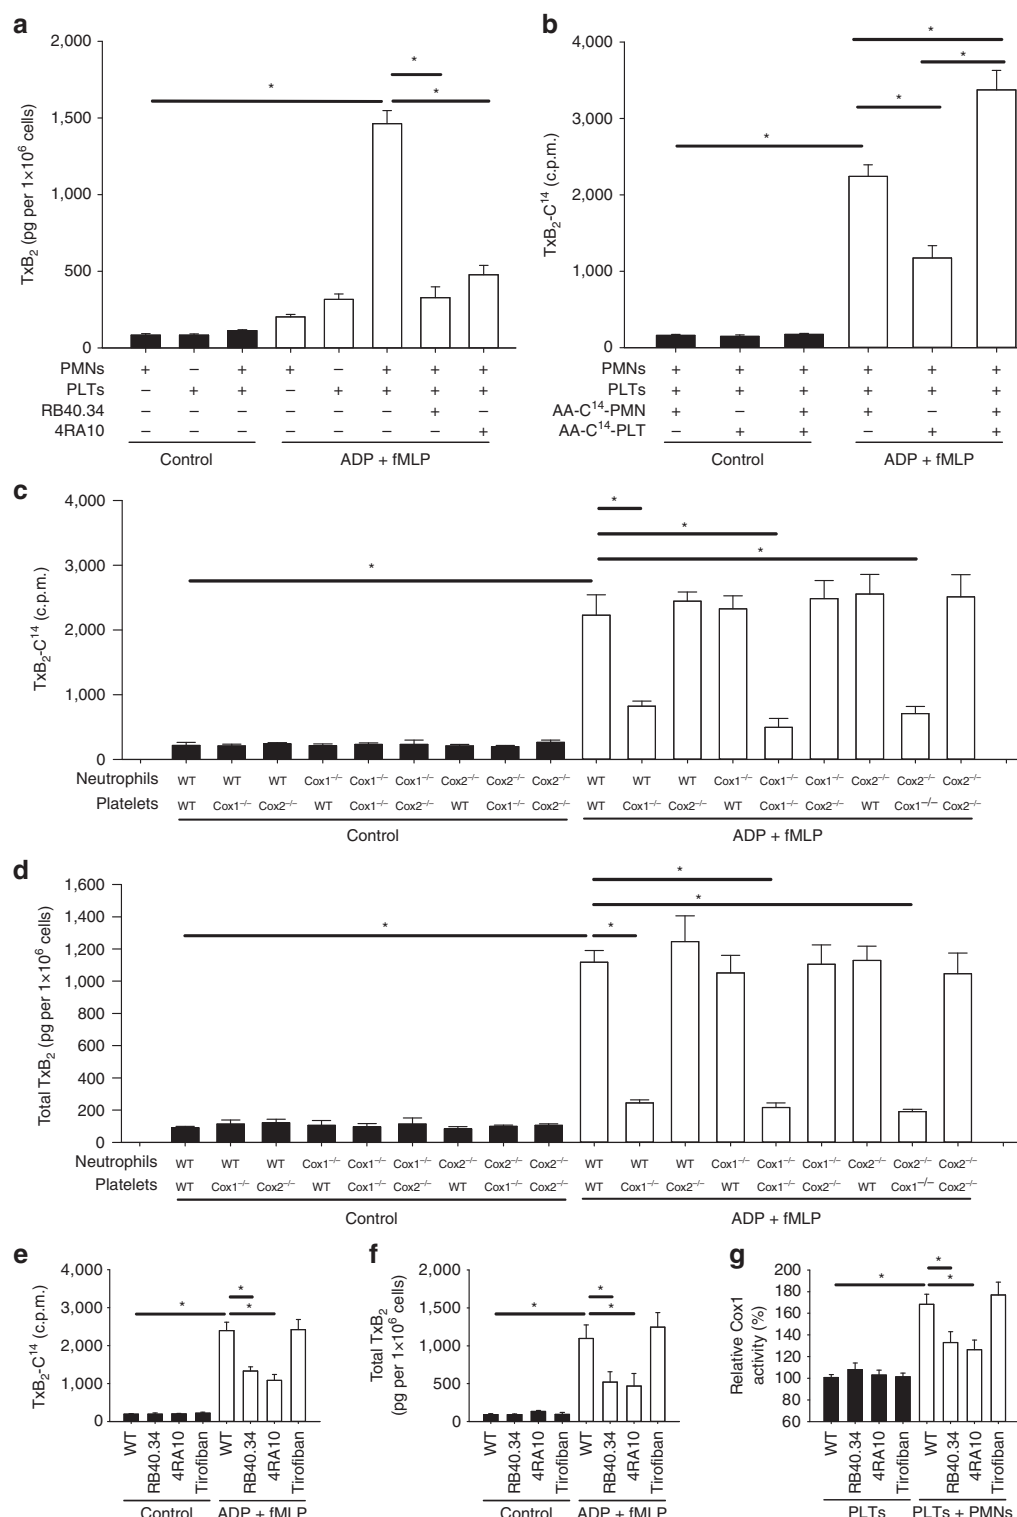 a
2,000
1,500
1,000
500
0
TxB₂ (pg per 1×10⁶ cells)
* * *
PMNs + – + + – + + +
PLTs – + + – + + + +
RB40.34 – – – – – – + –
4RA10 – – – – – – – +
Control ADP + fMLP
b
4,000
3,000
2,000
1,000
0
TxB₂-C¹⁴ (c.p.m.)
* * * *
PMNs + + + + + +
PLTs + + + + + +
AA-C¹⁴-PMN + – + + – +
AA-C¹⁴-PLT – + + – + +
Control ADP + fMLP
c
4,000
3,000
2,000
1,000
0
TxB₂-C¹⁴ (c.p.m.)
* * * *
Neutrophils WT WT WT Cox1⁻/⁻ Cox1⁻/⁻ Cox1⁻/⁻ Cox2⁻/⁻ Cox2⁻/⁻ Cox2⁻/⁻ WT WT WT Cox1⁻/⁻ Cox1⁻/⁻ Cox1⁻/⁻ Cox2⁻/⁻ Cox2⁻/⁻ Cox2⁻/⁻
Platelets WT Cox1⁻/⁻ Cox2⁻/⁻ WT Cox1⁻/⁻ Cox2⁻/⁻ WT Cox1⁻/⁻ Cox2⁻/⁻ WT Cox1⁻/⁻ Cox2⁻/⁻ WT Cox1⁻/⁻ Cox2⁻/⁻ WT Cox1⁻/⁻ Cox2⁻/⁻
Control ADP + fMLP
d
1,600
1,400
1,200
1,000
800
600
400
200
0
Total TxB₂ (pg per 1×10⁶ cells)
* * * *
Neutrophils WT WT WT Cox1⁻/⁻ Cox1⁻/⁻ Cox1⁻/⁻ Cox2⁻/⁻ Cox2⁻/⁻ Cox2⁻/⁻ WT WT WT Cox1⁻/⁻ Cox1⁻/⁻ Cox1⁻/⁻ Cox2⁻/⁻ Cox2⁻/⁻ Cox2⁻/⁻
Platelets WT Cox1⁻/⁻ Cox2⁻/⁻ WT Cox1⁻/⁻ Cox2⁻/⁻ WT Cox1⁻/⁻ Cox2⁻/⁻ WT Cox1⁻/⁻ Cox2⁻/⁻ WT Cox1⁻/⁻ Cox2⁻/⁻ WT Cox1⁻/⁻ Cox2⁻/⁻
Control ADP + fMLP
e
4,000
3,000
2,000
1,000
0
TxB₂-C¹⁴ (c.p.m.)
* * *
WT RB40.34 4RA10 Tirofiban WT RB40.34 4RA10 Tirofiban
Control ADP + fMLP
f
2,000
1,500
1,000
500
0
Total TxB₂
(pg per 1×10⁶ cells)
* * *
WT RB40.34 4RA10 Tirofiban WT RB40.34 4RA10 Tirofiban
Control ADP + fMLP
g
200
180
160
140
120
100
80
60
Relative Cox1
activity (%)
* * *
WT RB40.34 4RA10 Tirofiban WT RB40.34 4RA10 Tirofiban
PLTs PLTs + PMNs